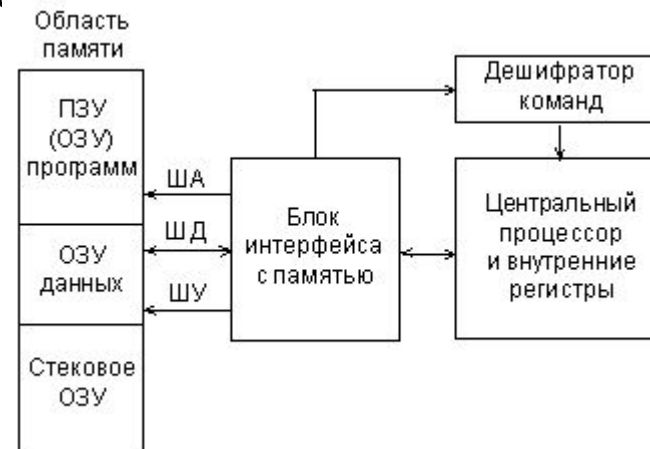 Область
памяти
ПЗУ
(ОЗУ)
программ
ОЗУ
данных
Стековое
ОЗУ
ША
ШД
ШУ
Блок
интерфейса
с памятью
Дешифратор
команд
Центральный
процессор
и внутренние
регистры